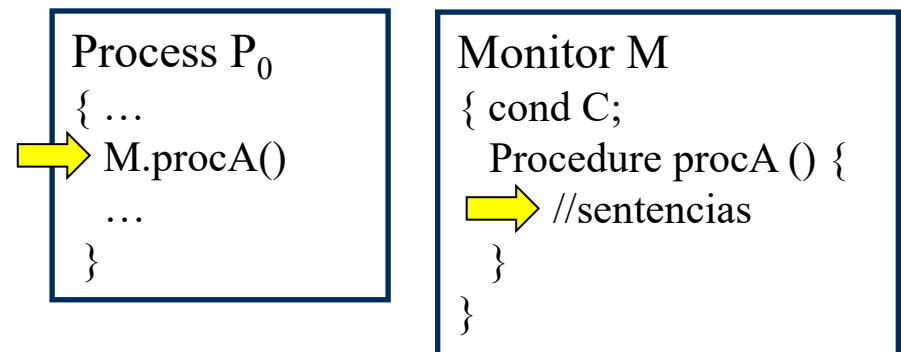 Process P₀
{ …
M.procA()
…
}
Monitor M
{ cond C;
Procedure procA () {
//sentencias
}
}